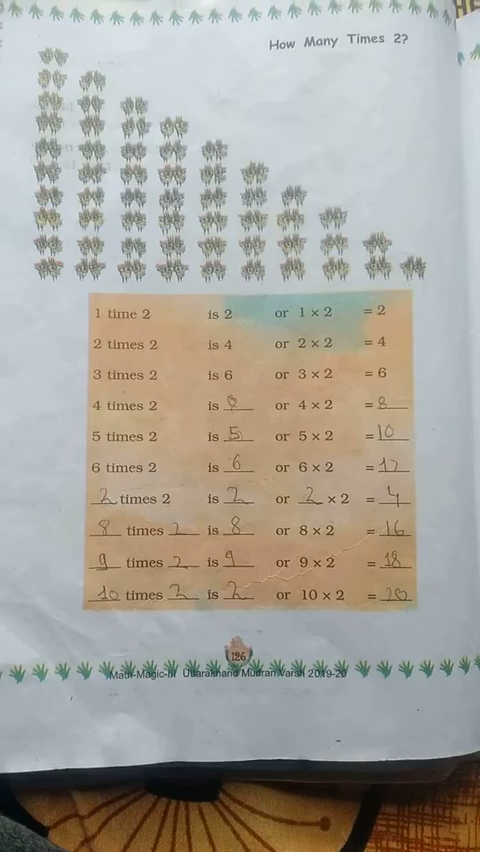 How Many Times 2?
1 time 2 is 2 or 1 × 2 = 2
2 times 2 is 4 or 2 × 2 = 4
3 times 2 is 6 or 3 × 2 = 6
4 times 2 is 8 or 4 × 2 = 8
5 times 2 is 5 or 5 × 2 = 10
6 times 2 is 6 or 6 × 2 = 12
2 times 2 is 2 or 2 × 2 = 4
8 times 2 is 8 or 8 × 2 = 16
9 times 2 is 9 or 9 × 2 = 18
10 times 2 is 2 or 10 × 2 = 20
126
Math-Magic-III Uttarakhand Mudran Varsh 2019-20